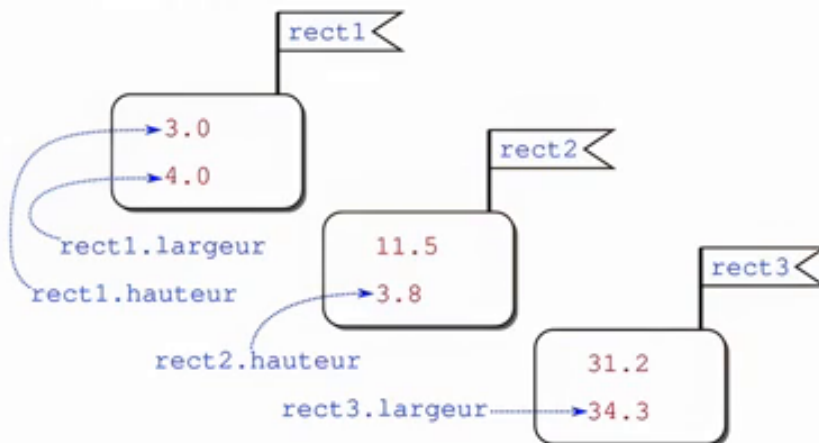 rect1
3.0
4.0
rect2
rect1.largeur
11.5
rect1.hauteur
3.8
rect3
rect2.hauteur
31.2
rect3.largeur
34.3